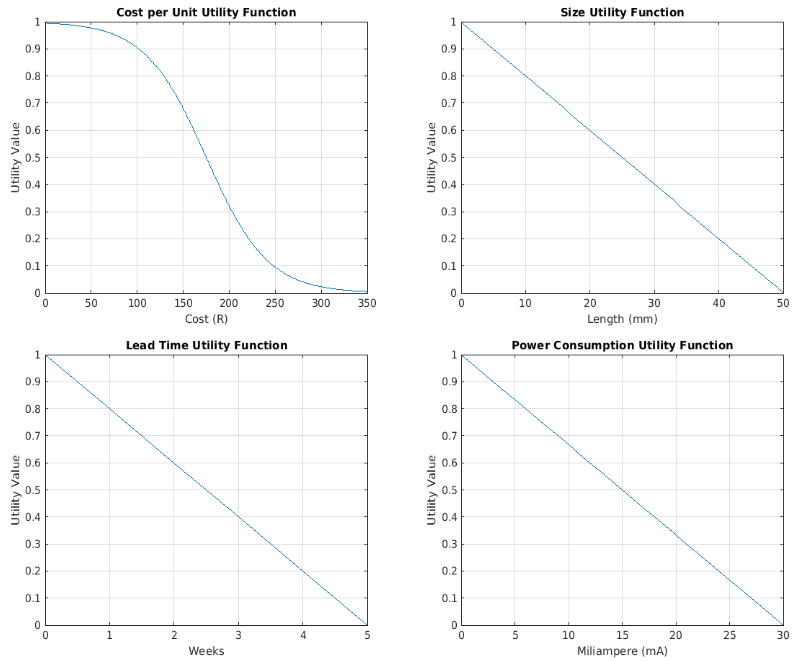 Cost per Unit Utility Function
Utility Value
1
0.9
0.8
0.7
0.6
0.5
0.4
0.3
0.2
0.1
0
0 50 100 150 200 250 300 350
Cost (R)
Size Utility Function
Utility Value
1
0.9
0.8
0.7
0.6
0.5
0.4
0.3
0.2
0.1
0
0 10 20 30 40 50
Length (mm)
Lead Time Utility Function
Utility Value
1
0.9
0.8
0.7
0.6
0.5
0.4
0.3
0.2
0.1
0
0 1 2 3 4 5
Weeks
Power Consumption Utility Function
Utility Value
1
0.9
0.8
0.7
0.6
0.5
0.4
0.3
0.2
0.1
0
0 5 10 15 20 25 30
Miliampere (mA)